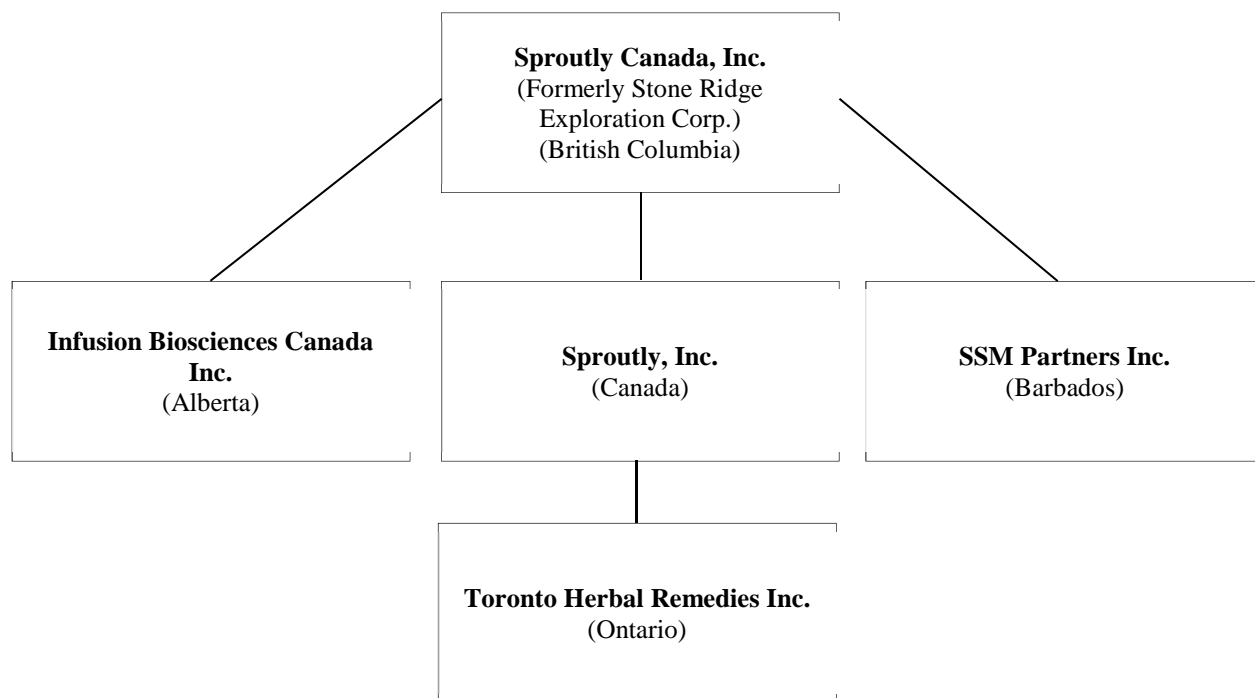 Sproutly Canada, Inc.
(Formerly Stone Ridge
Exploration Corp.)
(British Columbia)
Infusion Biosciences Canada
Inc.
(Alberta)
Sproutly, Inc.
(Canada)
SSM Partners Inc.
(Barbados)
Toronto Herbal Remedies Inc.
(Ontario)